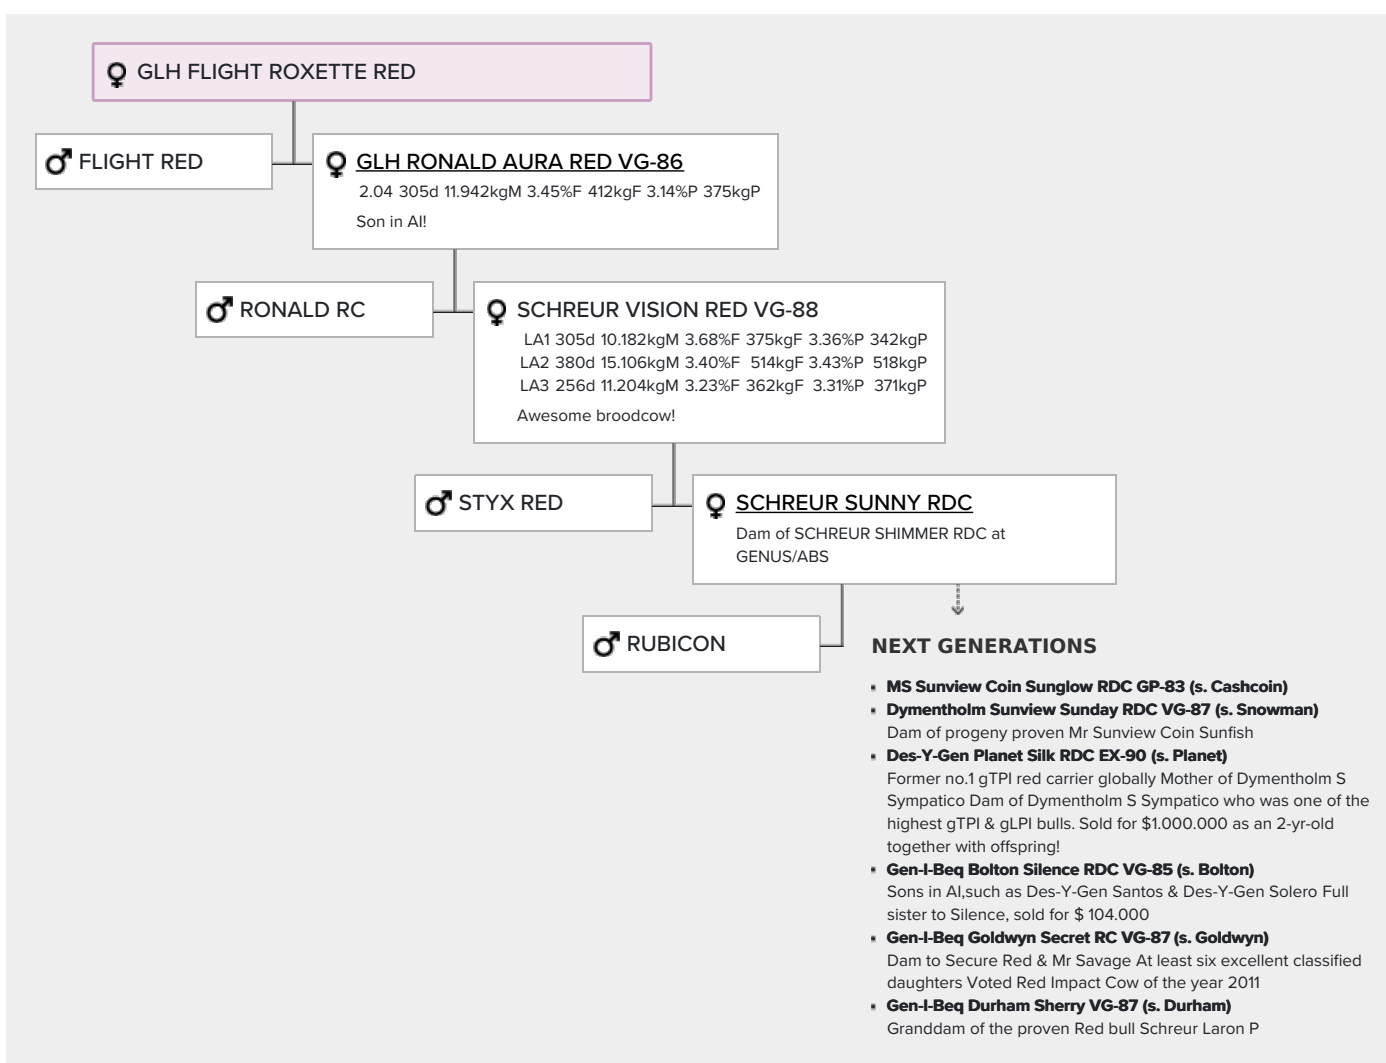 GLH FLIGHT ROXETTE RED
FLIGHT RED
GLH RONALD AURA RED VG-86
2.04 305d 11.942kgM 3.45%F 412kgF 3.14%P 375kgP
Son in AI!
RONALD RC
SCHREUR VISION RED VG-88
LA1 305d 10.182kgM 3.68%F 375kgF 3.36%P 342kgP
LA2 380d 15.106kgM 3.40%F 514kgF 3.43%P 518kgP
LA3 256d 11.204kgM 3.23%F 362kgF 3.31%P 371kgP
Awesome broodcow!
STYX RED
SCHREUR SUNNY RDC
Dam of SCHREUR SHIMMER RDC at
GENUS/ABS
RUBICON
NEXT GENERATIONS
MS Sunview Coin Sunglow RDC GP-83 (s. Cashcoin)
Dymentholm Sunview Sunday RDC VG-87 (s. Snowman)
Dam of progeny proven Mr Sunview Coin Sunfish
Des-Y-Gen Planet Silk RDC EX-90 (s. Planet)
Former no.1 gTPI red carrier globally Mother of Dymentholm S
Sympatico Dam of Dymentholm S Sympatico who was one of the
highest gTPI & gLPI bulls. Sold for $1.000.000 as an 2-yr-old
together with offspring!
Gen-I-Beq Bolton Silence RDC VG-85 (s. Bolton)
Sons in AI,such as Des-Y-Gen Santos & Des-Y-Gen Solero Full
sister to Silence, sold for $ 104.000
Gen-I-Beq Goldwyn Secret RC VG-87 (s. Goldwyn)
Dam to Secure Red & Mr Savage At least six excellent classified
daughters Voted Red Impact Cow of the year 2011
Gen-I-Beq Durham Sherry VG-87 (s. Durham)
Granddam of the proven Red bull Schreur Laron P